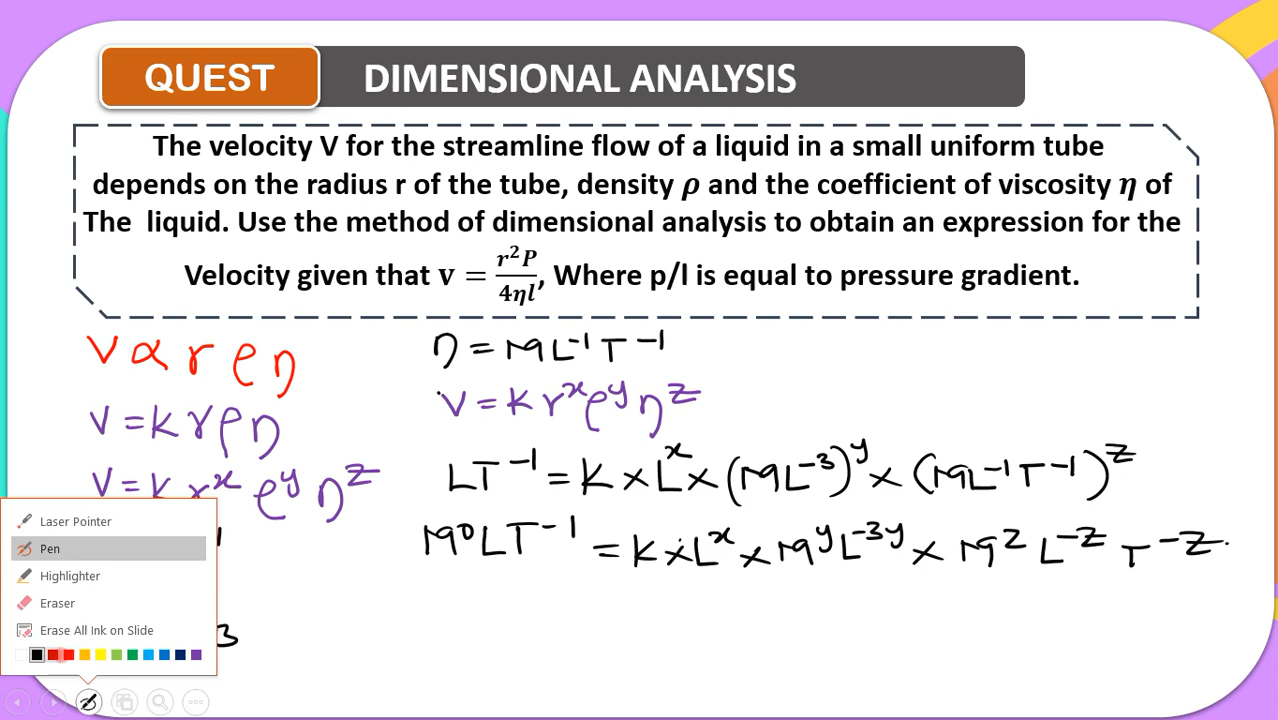 QUEST
DIMENSIONAL ANALYSIS
The velocity V for the streamline flow of a liquid in a small uniform tube
depends on the radius r of the tube, density ρ and the coefficient of viscosity η of
The liquid. Use the method of dimensional analysis to obtain an expression for the
Velocity given that v = r²P/4ηl, Where p/l is equal to pressure gradient.
V ∝ r ρ η
V = K r ρ η
V = K r^x ρ^y η^z
3
η = ML⁻¹T⁻¹
V = K r^x ρ^y η^z
LT⁻¹ = K × L^x × (ML⁻³)^y × (ML⁻¹T⁻¹)^z
M⁰LT⁻¹ = K × L^x × M^y L^-3y × M^z L^-z T^-z
Laser Pointer
Pen
Highlighter
Eraser
Erase All Ink on Slide